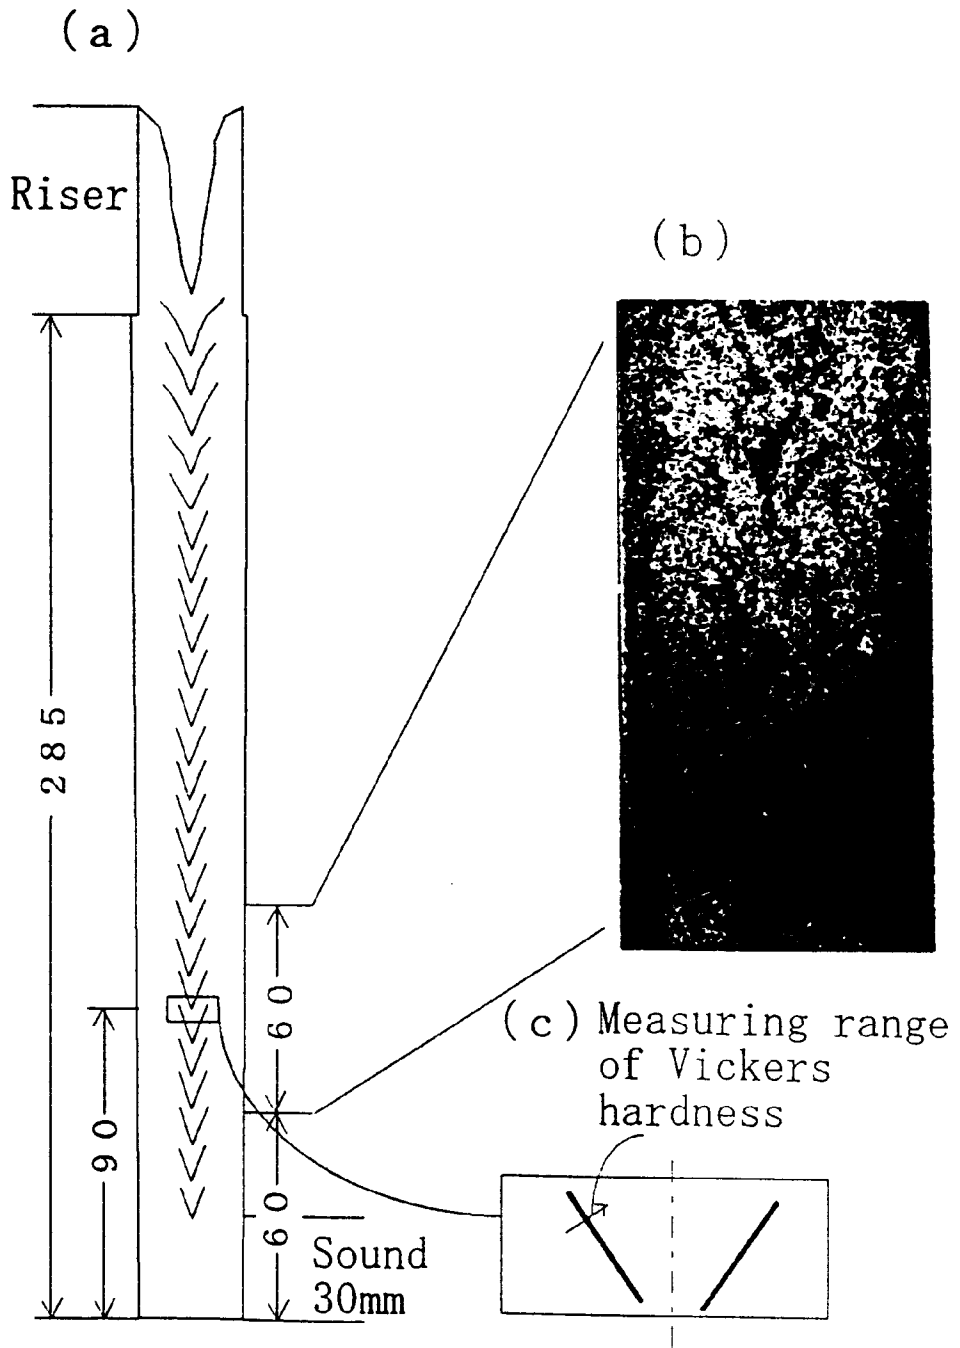 (a)
Riser
(b)
285
60
(c) Measuring range
of Vickers
hardness
90
60
Sound
30mm